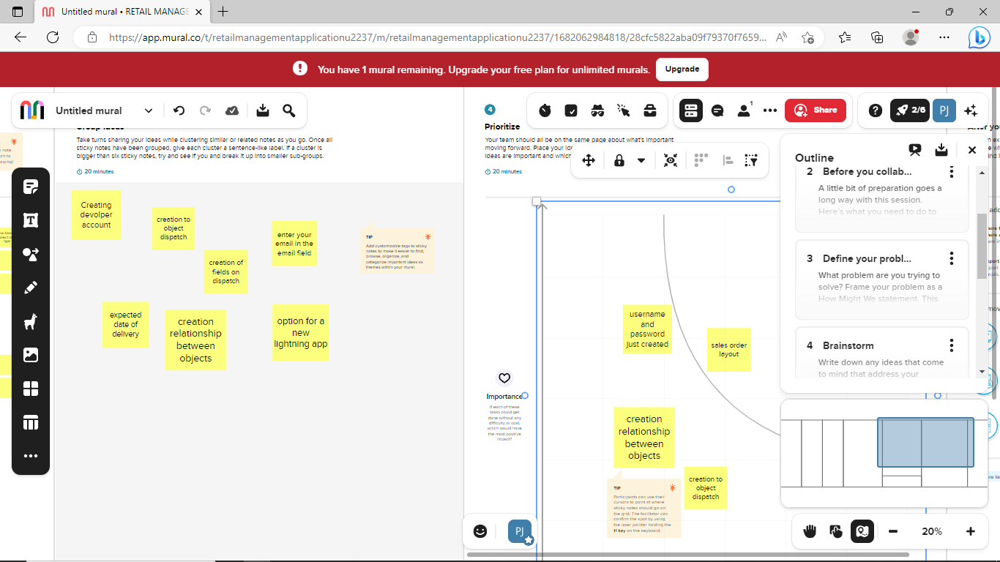 Untitled mural • RETAIL MANAGE
https://app.mural.co/t/retailmanagementapplicationu2237/m/retailmanagementapplicationu2237/1682062984818/28cfc5822aba09f79370f7659...
You have 1 mural remaining. Upgrade your free plan for unlimited murals.
Upgrade
Untitled mural
1
Share
2/6
PJ
Take turns sharing your ideas while clustering similar or related notes as you go. Once all
sticky notes have been grouped, give each cluster a sentence-like label. If a cluster is
bigger than six sticky notes, try and see if you and break it up into smaller sub-groups.
20 minutes
Creating
devolper
account
creation to
object
dispatch
enter your
email in the
email field
creation of
fields on
dispatch
TIP
Add customizable tags to sticky
notes to make it easier to find,
browse, organize, and
categorize important ideas as
themes within your mural.
expected
date of
delivery
creation
relationship
between
objects
option for a
new
lightning app
4
Prioritize
Your team should all be on the same page about what's important
moving forward. Place your
ideas are important and which
20 minutes
Importance
If each of these
tasks could get
done without any
difficulty or cost,
which would have
the most positive
impact?
username
and
password
just created
sales order
layout
creation
relationship
between
objects
creation to
object
dispatch
TIP
Participants can use their
cursors to point at where
sticky notes should go on
the grid. The facilitator can
confirm the spot by using
the laser pointer holding the
H key on the keyboard.
Outline
2 Before you collab...
A little bit of preparation goes a
long way with this session.
Here's what you need to do to
3 Define your probl...
What problem are you trying to
solve? Frame your problem as a
How Might We statement. This
4 Brainstorm
Write down any ideas that come
to mind that address your
PJ
20%